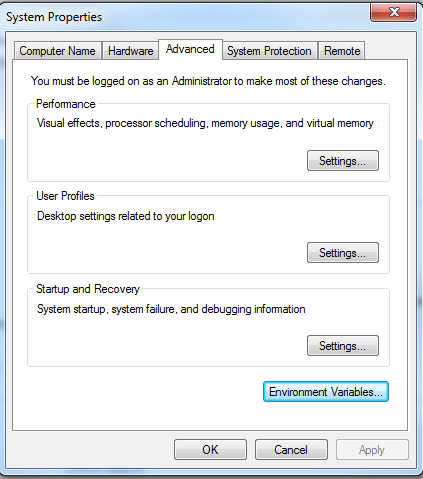 System Properties
Computer Name Hardware Advanced System Protection Remote
You must be logged on as an Administrator to make most of these changes.
Performance
Visual effects, processor scheduling, memory usage, and virtual memory
Settings...
User Profiles
Desktop settings related to your logon
Settings...
Startup and Recovery
System startup, system failure, and debugging information
Settings...
Environment Variables...
OK Cancel Apply